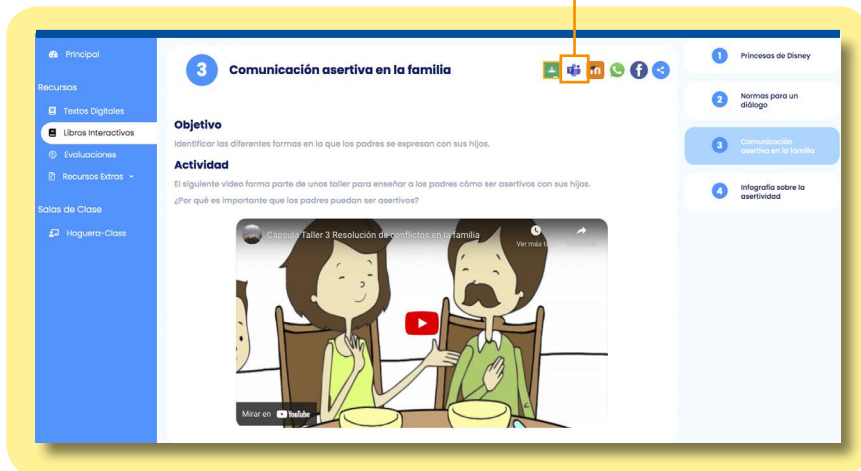 Principal
Recursos
Textos Digitales
Libros Interactivos
Evaluaciones
Recursos Extras
Salas de Clase
Hoguera-Class
3
Comunicación asertiva en la familia
Objetivo
Identificar las diferentes formas en la que los padres se expresan con sus hijos.
Actividad
El siguiente video forma parte de unos taller para enseñar a los padres cómo ser asertivos con sus hijos.
¿Por qué es importante que los padres puedan ser asertivos?
Cápsula Taller 3 Resolución de conflictos en la familia
Ver más
Mirar en YouTube
1 Princesas de Disney
2 Normas para un
diálogo
3 Comunicación
asertiva en la familia
4 Infografía sobre la
asertividad